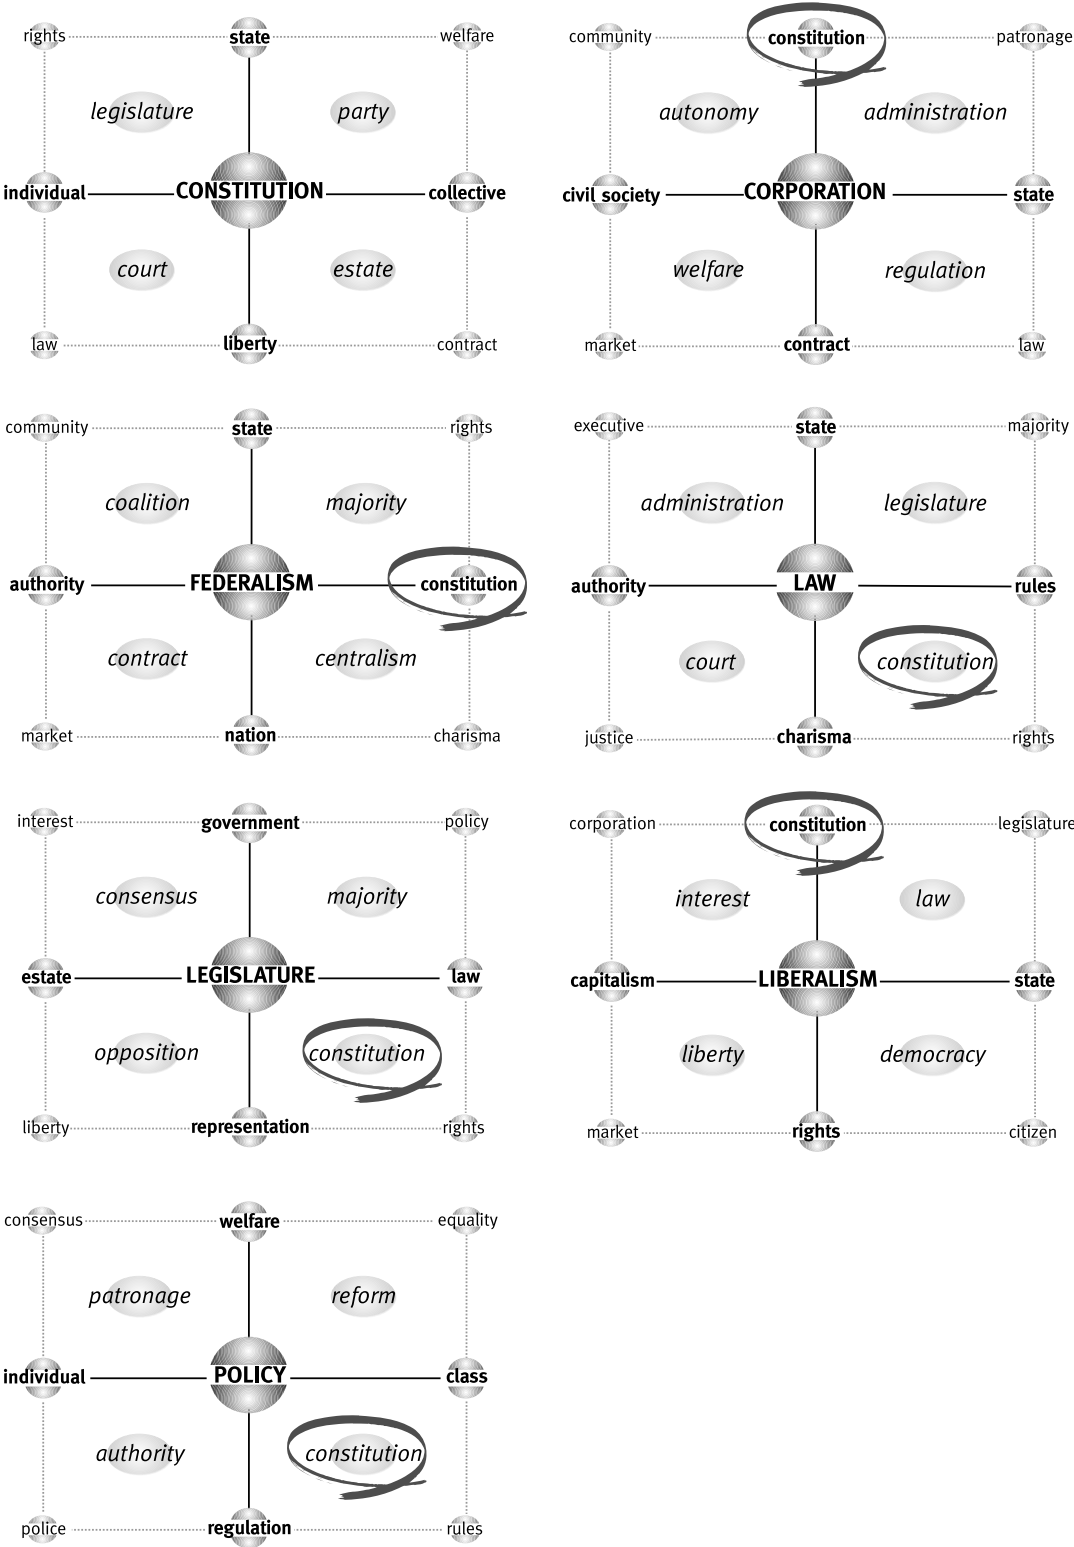 rights state welfare
legislature party
individual CONSTITUTION collective
court estate
law liberty contract
community constitution patronage
autonomy administration
civil society CORPORATION state
welfare regulation
market contract law
community state rights
coalition majority
authority FEDERALISM constitution
contract centralism
market nation charisma
executive state majority
administration legislature
authority LAW rules
court constitution
justice charisma rights
interest government policy
consensus majority
estate LEGISLATURE law
opposition constitution
liberty representation rights
corporation constitution legislature
interest law
capitalism LIBERALISM state
liberty democracy
market rights citizen
consensus welfare equality
patronage reform
individual POLICY class
authority constitution
police regulation rules